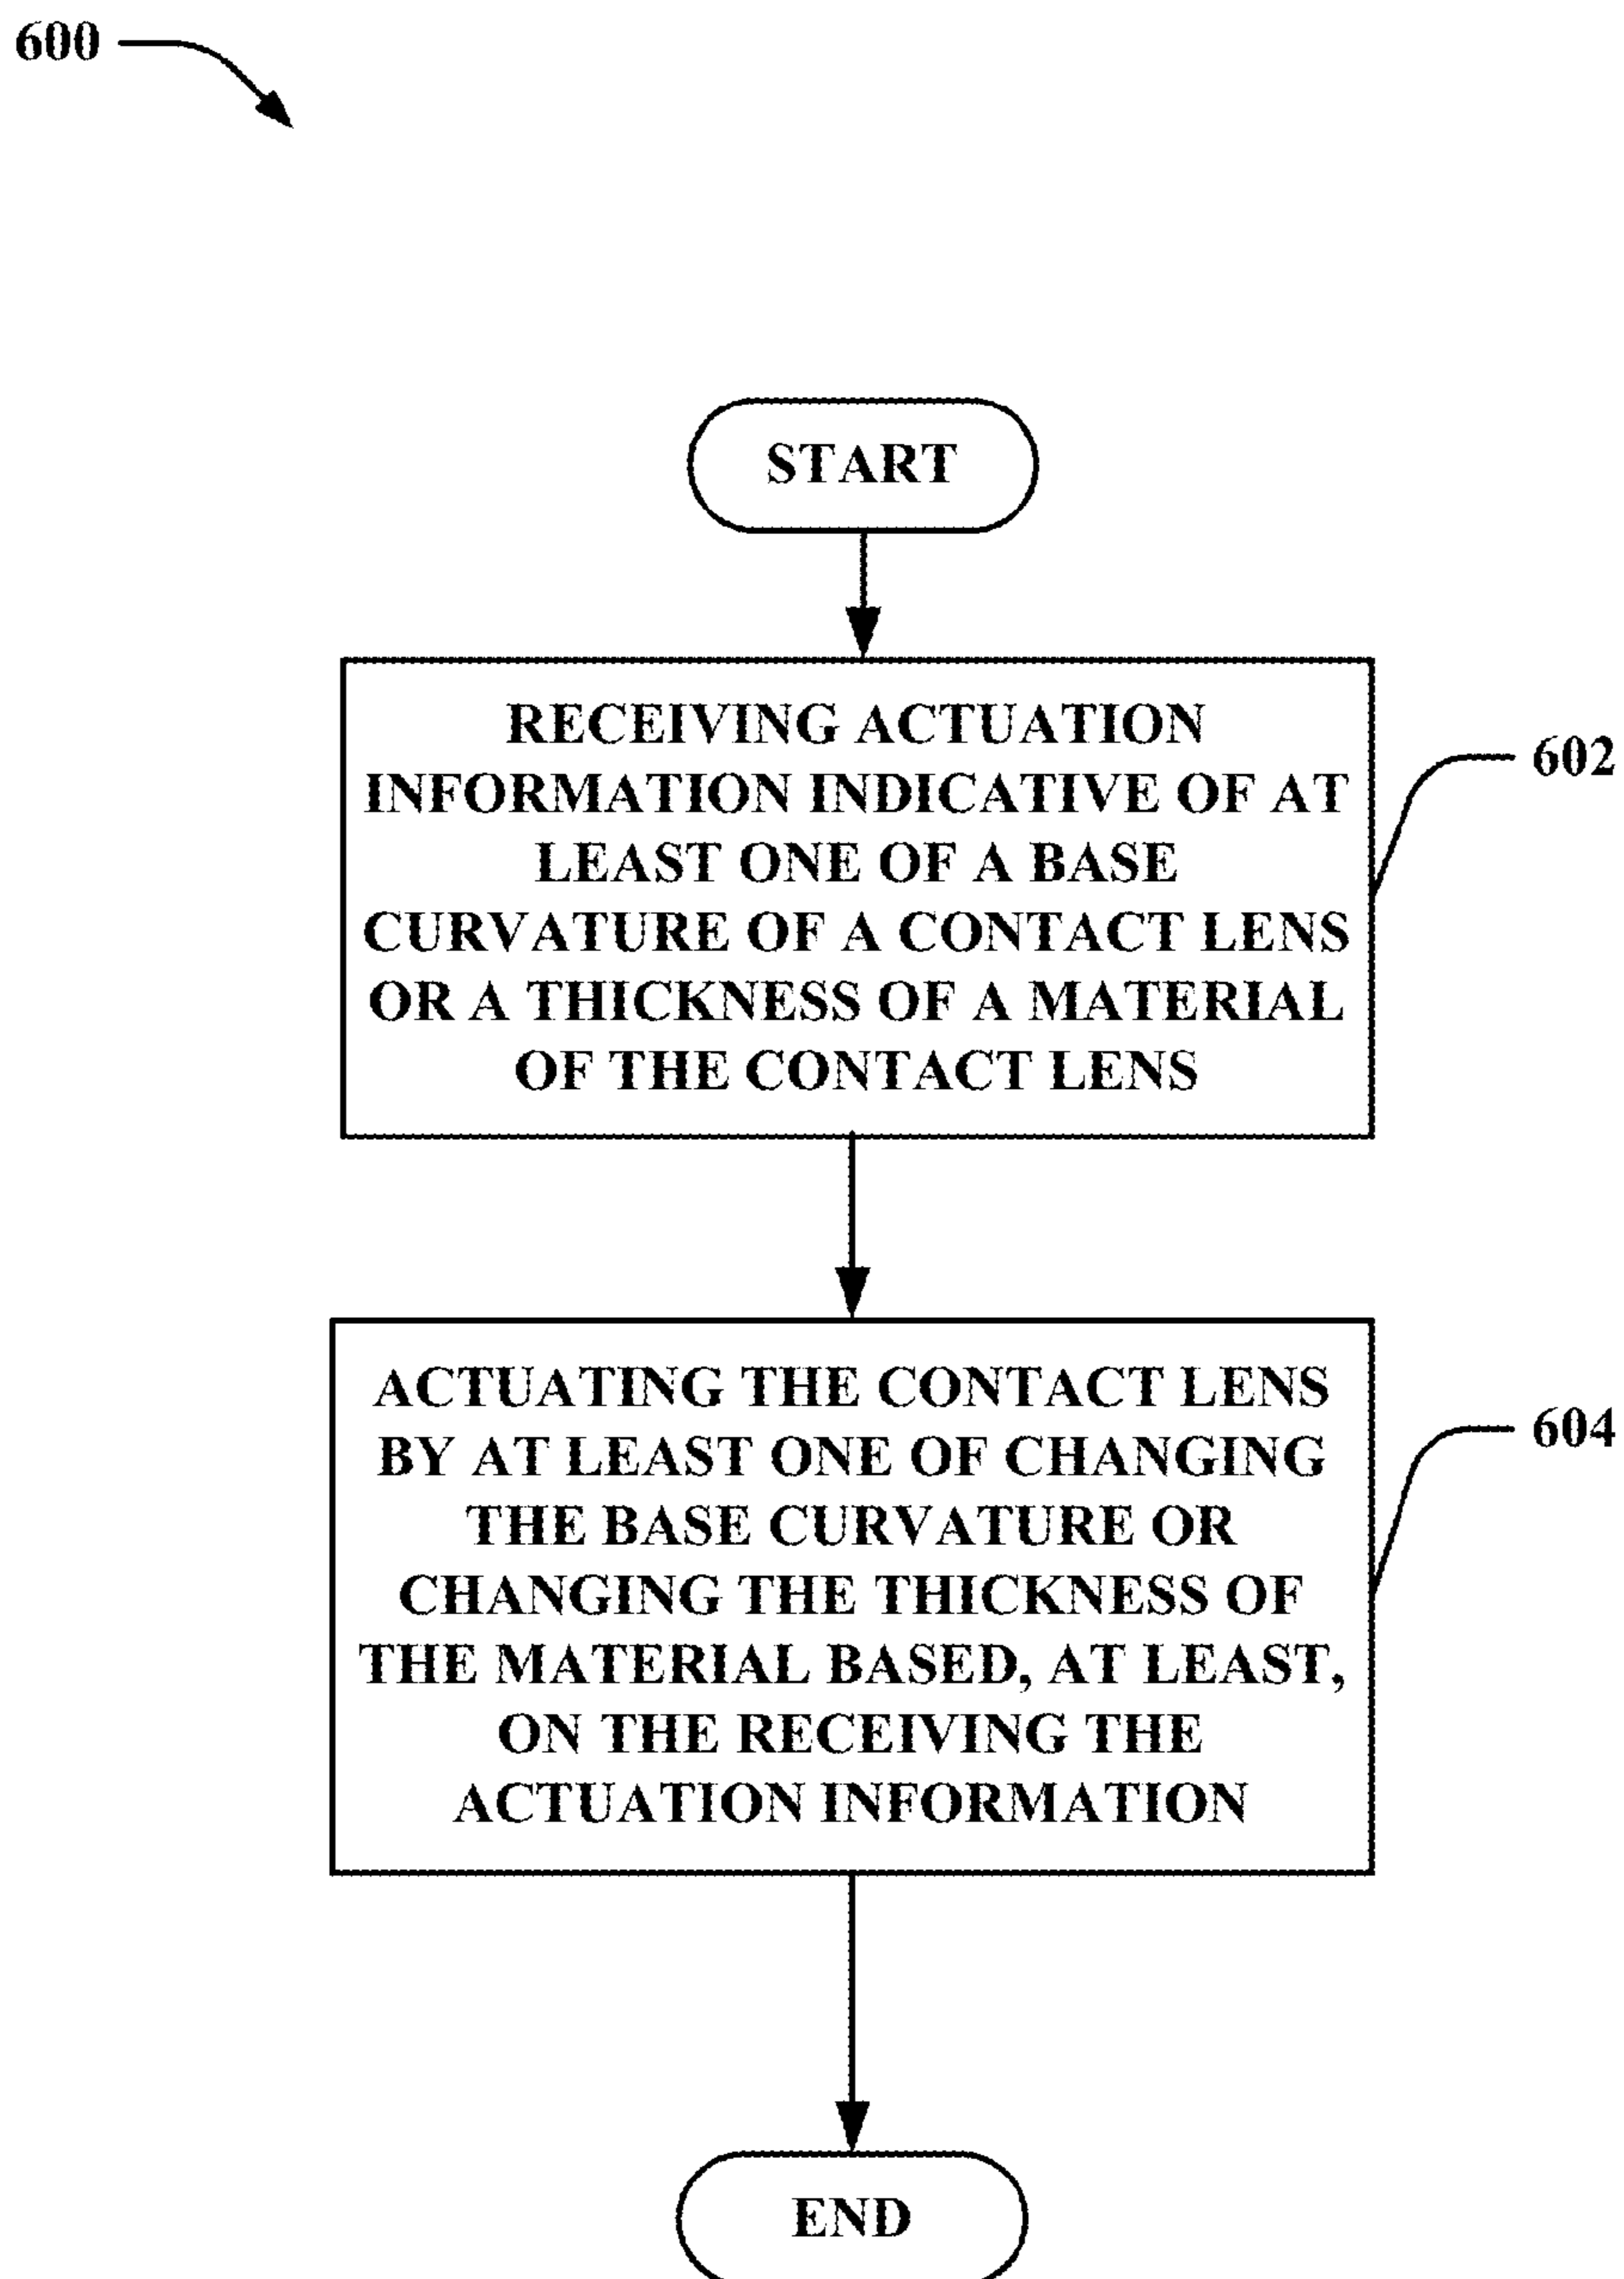 600
START
RECEIVING ACTUATION
INFORMATION INDICATIVE OF AT
LEAST ONE OF A BASE
CURVATURE OF A CONTACT LENS
OR A THICKNESS OF A MATERIAL
OF THE CONTACT LENS
602
ACTUATING THE CONTACT LENS
BY AT LEAST ONE OF CHANGING
THE BASE CURVATURE OR
CHANGING THE THICKNESS OF
THE MATERIAL BASED, AT LEAST,
ON THE RECEIVING THE
ACTUATION INFORMATION
604
END